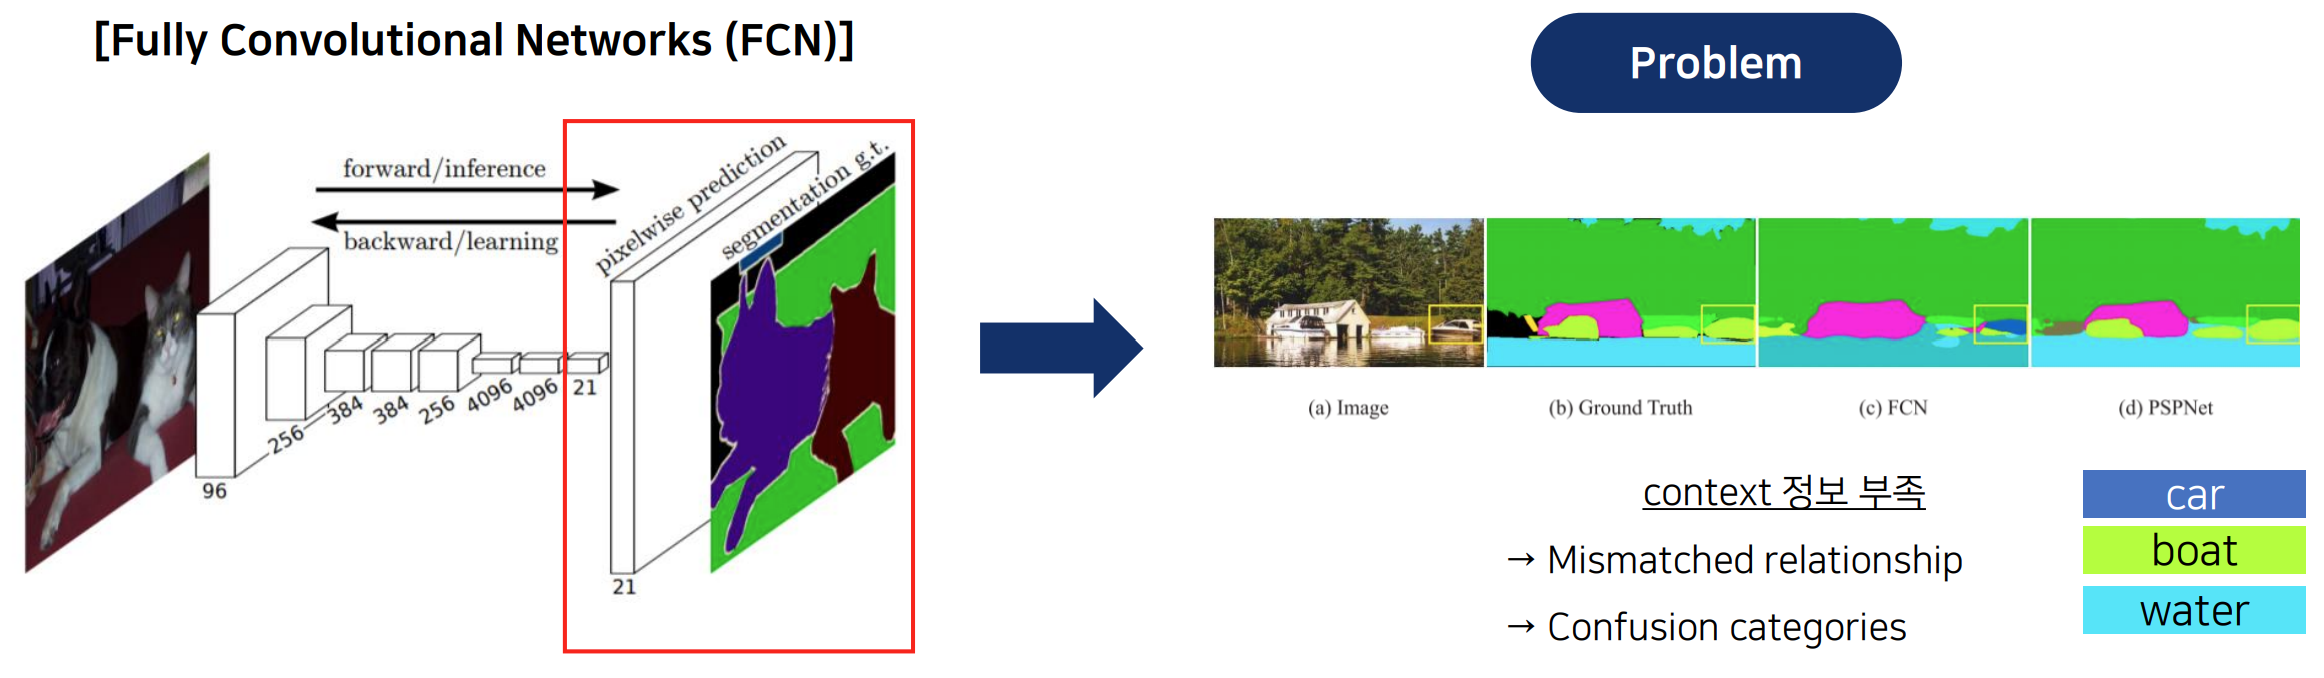 [Fully Convolutional Networks (FCN)]
forward/inference
backward/learning
pixelwise prediction
segmentation g.t.
96
256
384
384
256
4096
4096
21
21
Problem
(a) Image
(b) Ground Truth
(c) FCN
(d) PSPNet
context 정보 부족
→ Mismatched relationship
→ Confusion categories
car
boat
water